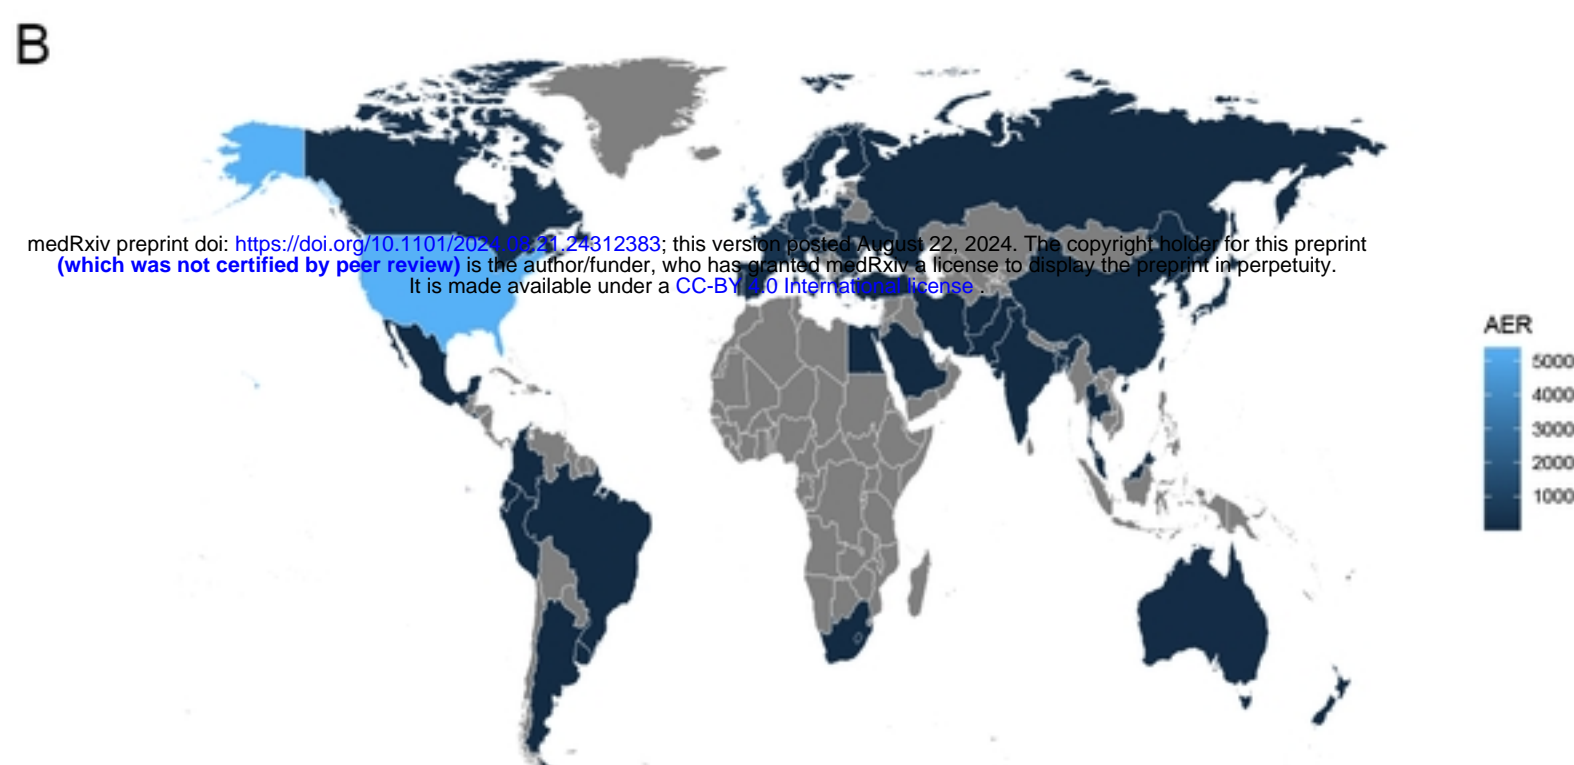 B
medRxiv preprint doi: https://doi.org/10.1101/2024.08.21.24312383; this version posted August 22, 2024. The copyright holder for this preprint
(which was not certified by peer review) is the author/funder, who has granted medRxiv a license to display the preprint in perpetuity.
It is made available under a CC-BY 4.0 International license .
AER
5000
4000
3000
2000
1000